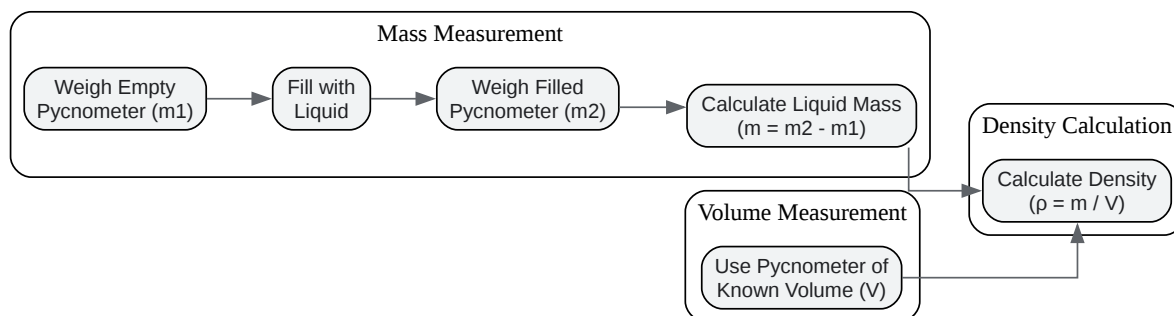 Mass Measurement
Weigh Empty
Pycnometer (m1)
Fill with
Liquid
Weigh Filled
Pycnometer (m2)
Calculate Liquid Mass
(m = m2 - m1)
Density Calculation
Calculate Density
(ρ = m / V)
Volume Measurement
Use Pycnometer of
Known Volume (V)